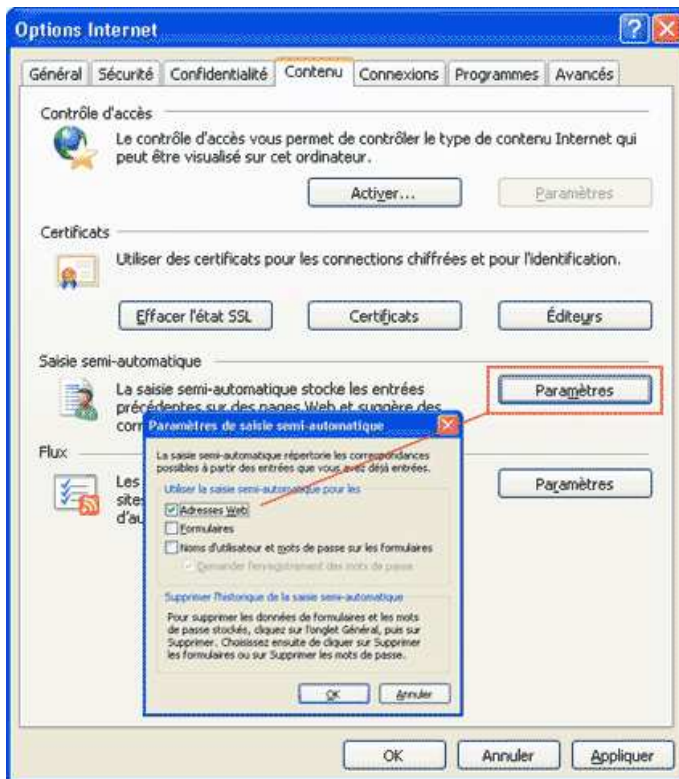 Options Internet
Général Sécurité Confidentialité Contenu Connexions Programmes Avancés
Contrôle d'accès
Le contrôle d'accès vous permet de contrôler le type de contenu Internet qui
peut être visualisé sur cet ordinateur.
Activer... Paramètres
Certificats
Utiliser des certificats pour les connections chiffrées et pour l'identification.
Effacer l'état SSL Certificats Éditeurs
Saisie semi-automatique
La saisie semi-automatique stocke les entrées
précédentes sur des pages Web et suggère des
Paramètres
Paramètres de saisie semi-automatique
La saisie semi-automatique répertorie les correspondances
possibles à partir des entrées que vous avez déjà entrées.
Utiliser la saisie semi-automatique pour les
Adresses Web
Formulaires
Noms d'utilisateur et mots de passe sur les formulaires
Demander l'enregistrement des mots de passe
Supprimer l'historique de la saisie semi-automatique
Pour supprimer les données de formulaires et les mots
de passe stockés, cliquez sur l'onglet Général, puis sur
Supprimer. Choisissez ensuite de cliquer sur Supprimer
les formulaires ou sur Supprimer les mots de passe.
OK Annuler
Flux
Les
sites
d'au
Paramètres
OK Annuler Appliquer